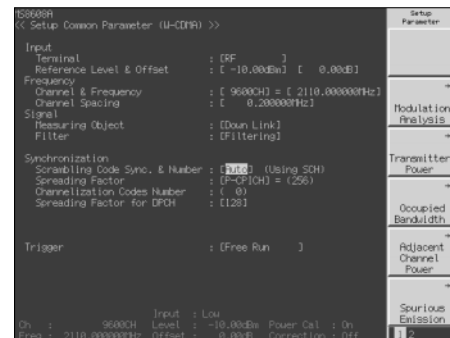 MS8608A
<< Setup Common Parameter (W-CDMA) >>
Setup
Parameter
Input
Terminal : [RF ]
Reference Level & Offset : [ -10.00dBm] [ 0.00dB]
Frequency
Channel & Frequency : [ 9600CH] = [ 2110.000000MHz]
Channel Spacing : [ 0.200000MHz]
Signal
Measuring Object : [Down Link]
Filter : [Filtering]
Synchronization
Scrambling Code Sync. & Number : [Auto] (Using SCH)
Spreading Factor : [P-CPICH] = (256)
Channelization Codes Number : ( 0)
Spreading Factor for DPCH : [128]
Trigger : [Free Run ]
Input : Low
Ch : 9600CH Level : -10.00dBm Power Cal : On
Freq : 2110.000000MHz Offset : 0.00dB Correction : Off
Modulation
Analysis
Transmitter
Power
Occupied
Bandwidth
Adjacent
Channel
Power
Spurious
Emission
1 2